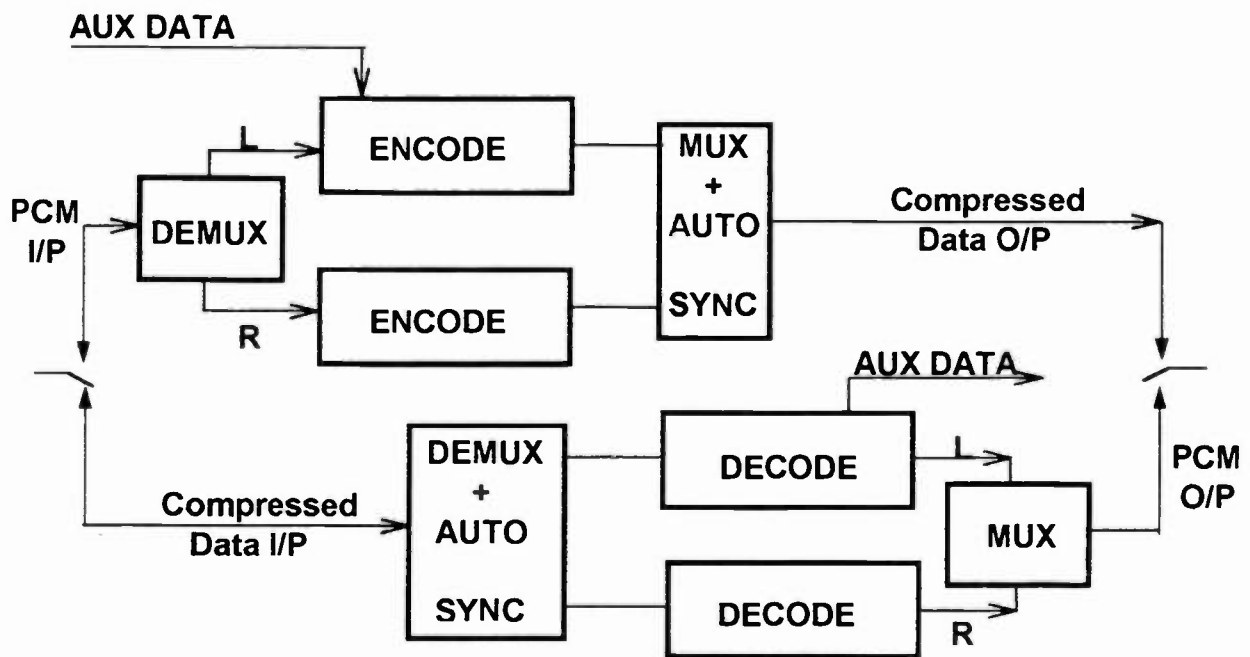 AUX DATA
L
ENCODE
MUX
+
AUTO
SYNC
PCM
I/P
DEMUX
Compressed
Data O/P
R
ENCODE
AUX DATA
DEMUX
+
AUTO
SYNC
DECODE
L
PCM
O/P
Compressed
Data I/P
MUX
DECODE
R